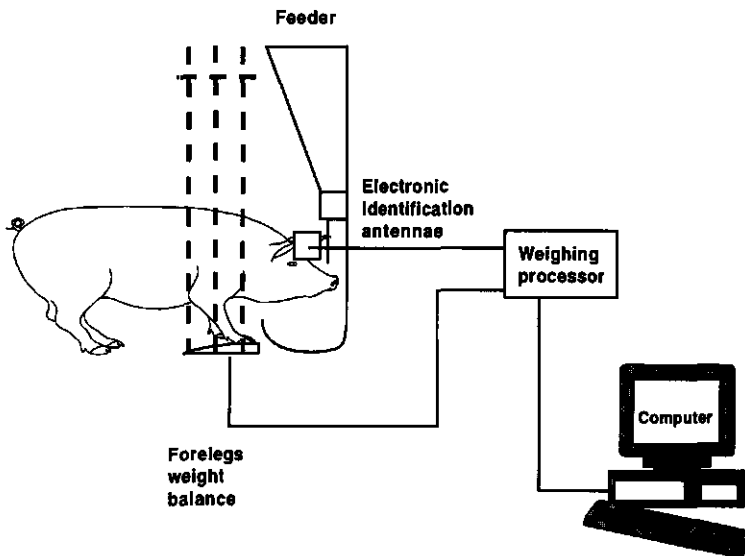 Feeder
Electronic
identification
antennae
Weighing
processor
Computer
Forelegs
weight
balance